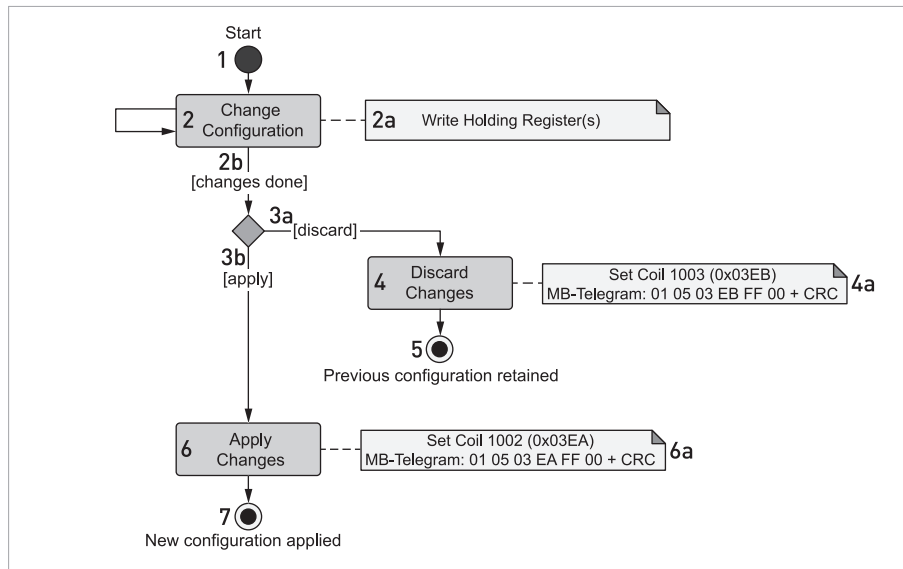 Start
1
2 Change
Configuration
2a Write Holding Register(s)
2b
[changes done]
3a
[discard]
3b
[apply]
4 Discard
Changes
Set Coil 1003 (0x03EB)
MB-Telegram: 01 05 03 EB FF 00 + CRC
4a
5
Previous configuration retained
6 Apply
Changes
Set Coil 1002 (0x03EA)
MB-Telegram: 01 05 03 EA FF 00 + CRC
6a
7
New configuration applied